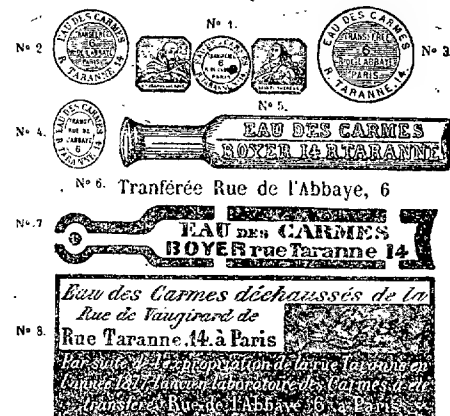 Nº 1.
Nº 2
EAU DES CARMES
TRANSFÉRÉE
6
R. DE L'ABBAYE
PARIS
R. TARANNE, 14
Nº 3
EAU DES CARMES
TRANSFÉRÉE
6
R. DE L'ABBAYE
PARIS
R. TARANNE, 14.
Nº 4.
EAU DES CARMES
RUE DE
L'ABBAYE
6
R. TARANNE, 14
Nº 5.
EAU DES CARMES
BOYER 14 R TARANNE
Nº 6. Tranférée Rue de l'Abbaye, 6
Nº.7
EAU DES CARMES
BOYER rue Taranne 14
Nº 8.
Eau des Carmes déchaussés de la
Rue de Vaugirard de
Rue Taranne, 14. à Paris
Par suite de l'expropriation de la rue Taranne en
l'année 1877 l'ancien laboratoire des Carmes a été
transféré Rue de l'Abbaye 6 Paris